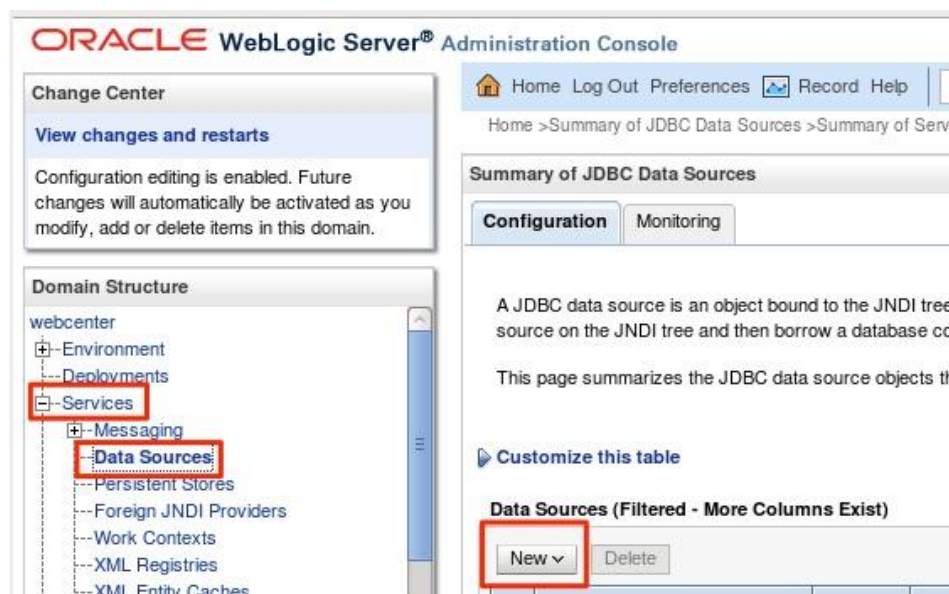 ORACLE WebLogic Server® Administration Console
Change Center
View changes and restarts
Configuration editing is enabled. Future
changes will automatically be activated as you
modify, add or delete items in this domain.
Domain Structure
webcenter
Environment
Deployments
Services
Messaging
Data Sources
Persistent Stores
Foreign JNDI Providers
Work Contexts
XML Registries
XML Entity Caches
Home Log Out Preferences Record Help
Home >Summary of JDBC Data Sources >Summary of Serv
Summary of JDBC Data Sources
Configuration Monitoring
A JDBC data source is an object bound to the JNDI tree
source on the JNDI tree and then borrow a database co
This page summarizes the JDBC data source objects th
Customize this table
Data Sources (Filtered - More Columns Exist)
New Delete